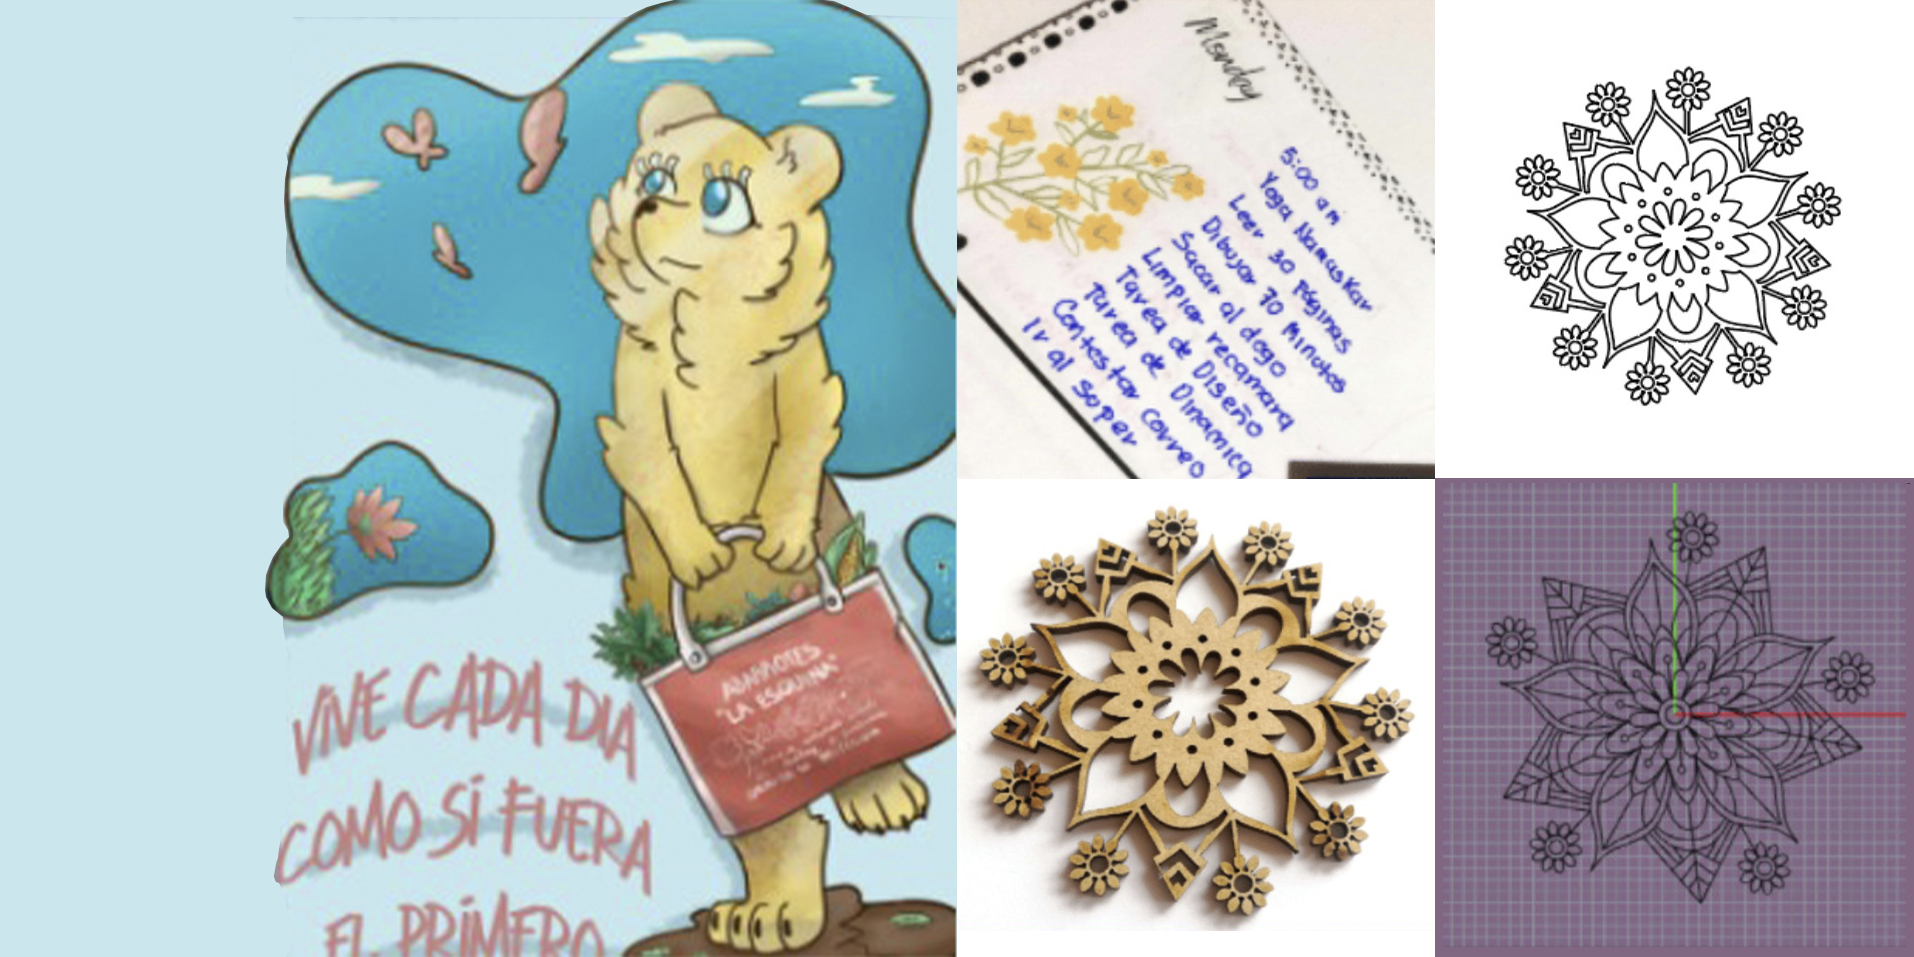 VIVE CADA DIA
COMO SI FUERA
EL PRIMERO
ABARROTES
"LA ESQUINA"
Monday
5:00 am
Yoga Namaskar
Leer 30 Páginas
Dibujar 70 Minutos
Sacar al dogo
Limpiar recamara
Tarea de Diseño
Tarea de Dinamica
Contestar correo
Ir al super